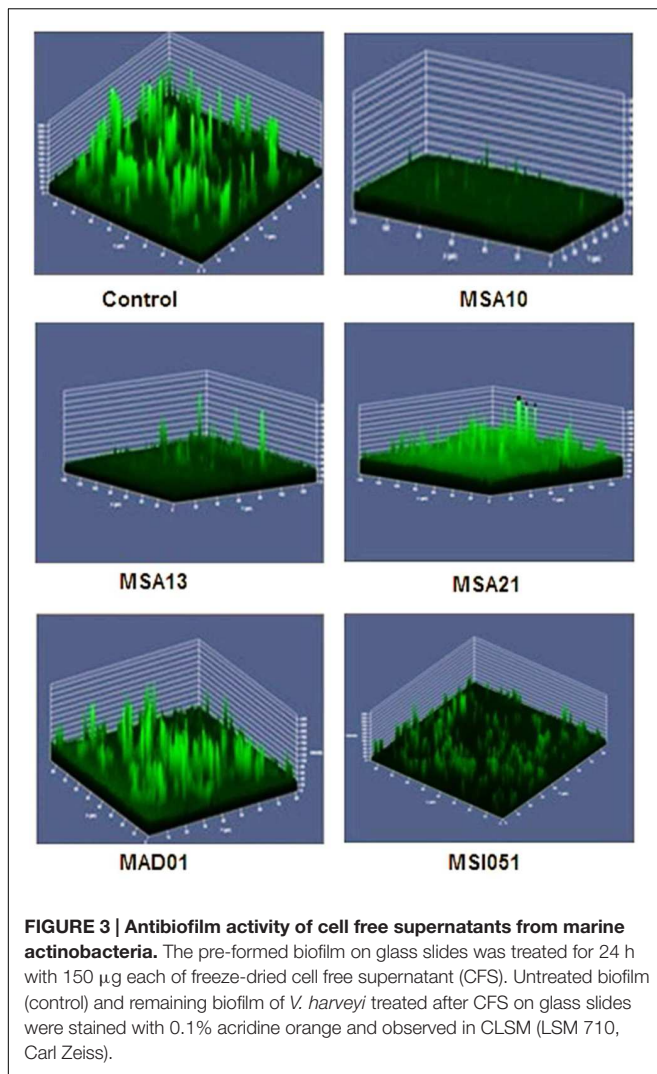 Control
MSA10
MSA13
MSA21
MAD01
MSI051
FIGURE 3 | Antibiofilm activity of cell free supernatants from marine
actinobacteria. The pre-formed biofilm on glass slides was treated for 24 h
with 150 μg each of freeze-dried cell free supernatant (CFS). Untreated biofilm
(control) and remaining biofilm of V. harveyi treated after CFS on glass slides
were stained with 0.1% acridine orange and observed in CLSM (LSM 710,
Carl Zeiss).